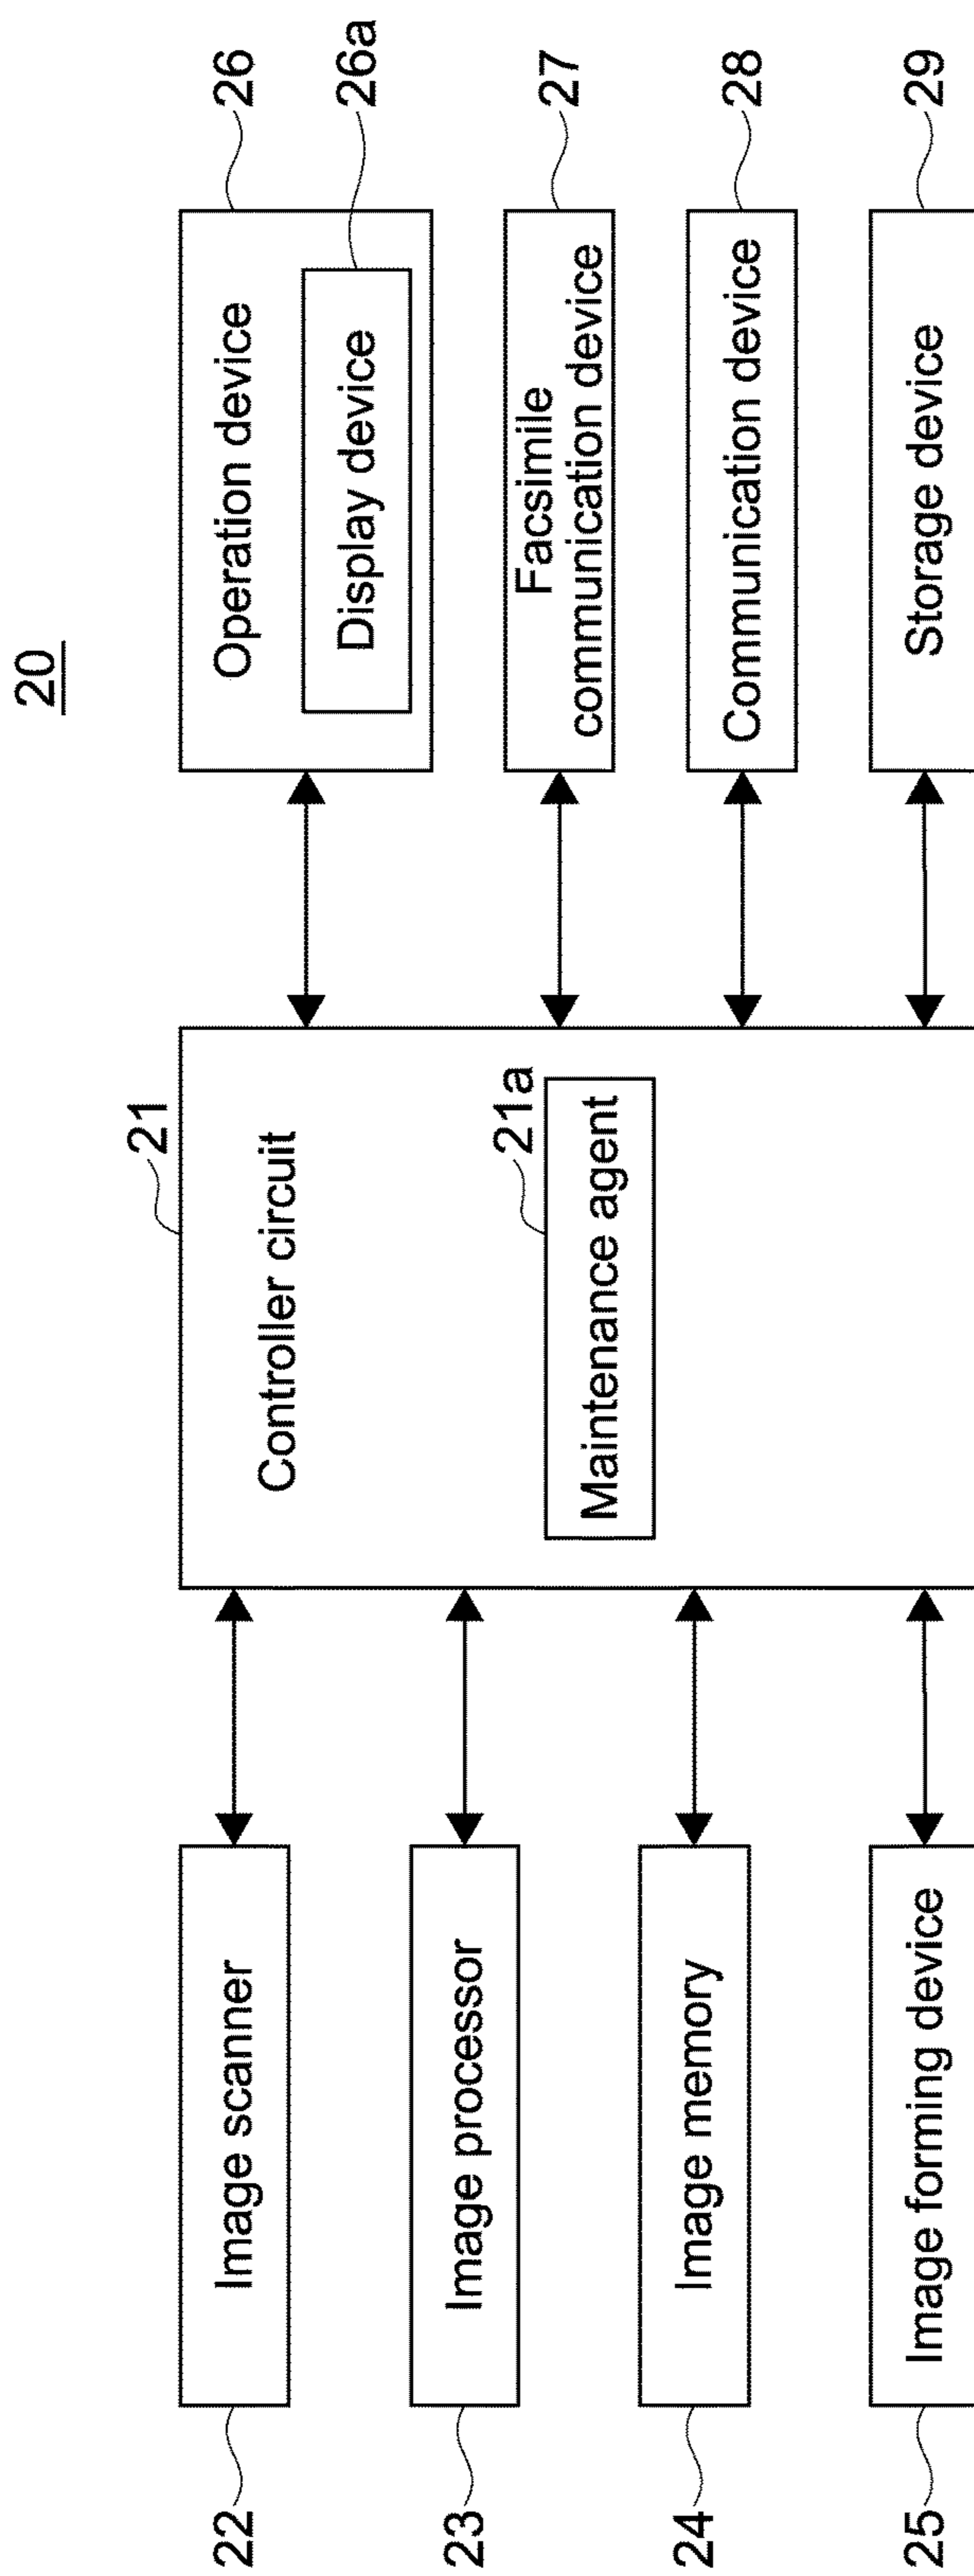 20
21
Controller circuit
21a
Maintenance agent
22
Image scanner
23
Image processor
24
Image memory
25
Image forming device
Operation device
26
Display device
26a
Facsimile
communication device
27
Communication device
28
Storage device
29